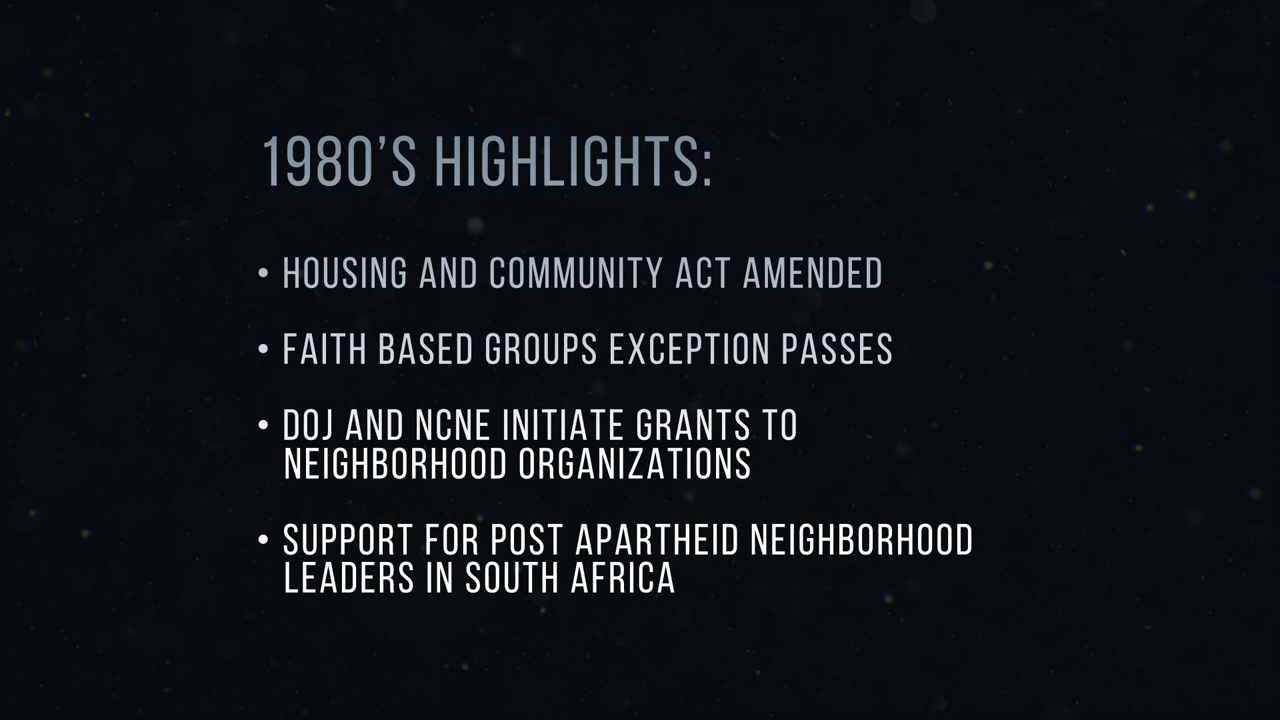 1980’S HIGHLIGHTS:
• HOUSING AND COMMUNITY ACT AMENDED
• FAITH BASED GROUPS EXCEPTION PASSES
• DOJ AND NCNE INITIATE GRANTS TO
NEIGHBORHOOD ORGANIZATIONS
• SUPPORT FOR POST APARTHEID NEIGHBORHOOD
LEADERS IN SOUTH AFRICA